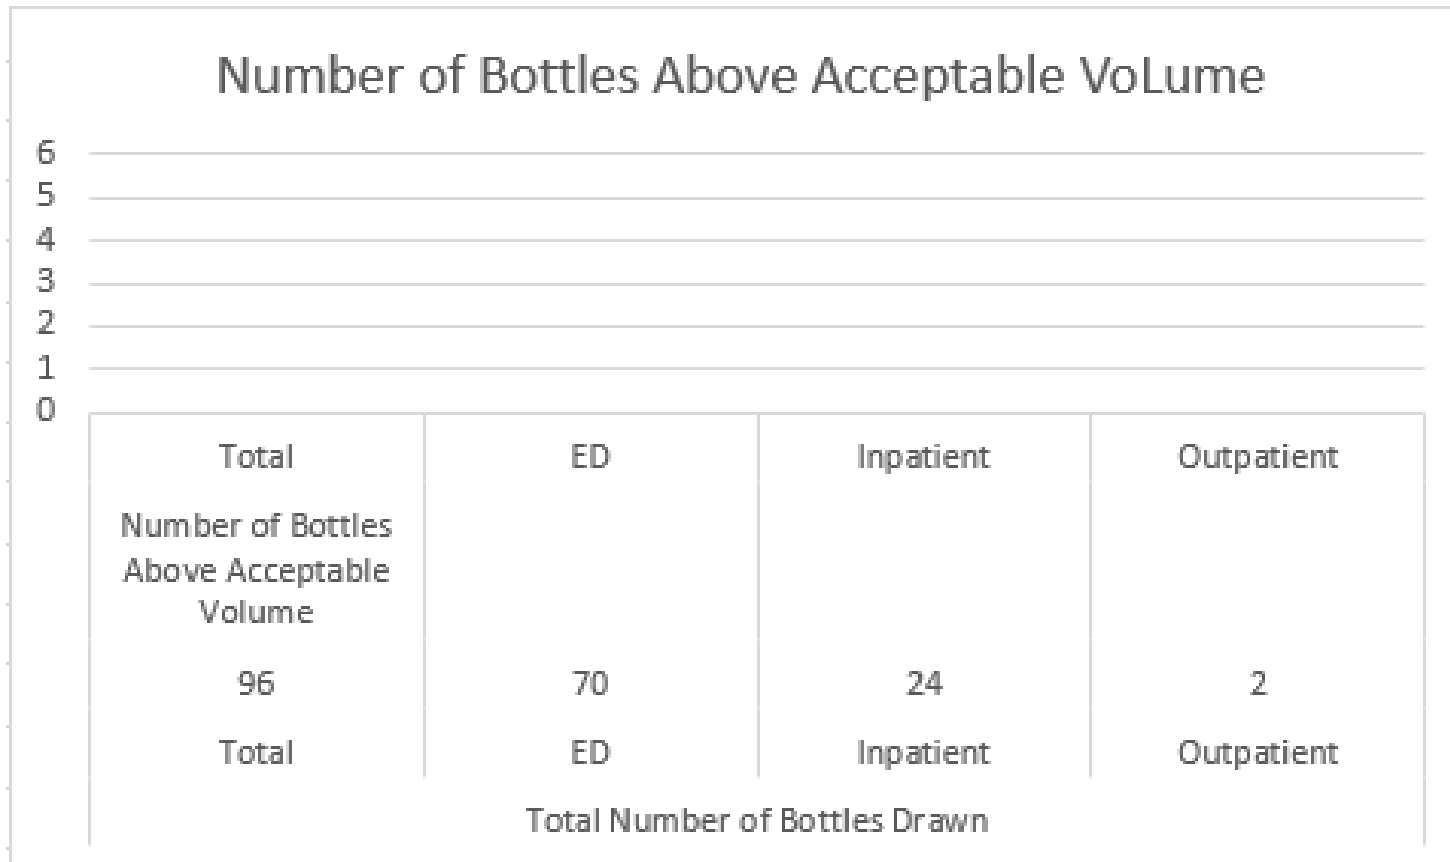 Number of Bottles Above Acceptable VoLume
6
5
4
3
2
1
0
Total ED Inpatient Outpatient
Number of Bottles
Above Acceptable
Volume
96 70 24 2
Total ED Inpatient Outpatient
Total Number of Bottles Drawn